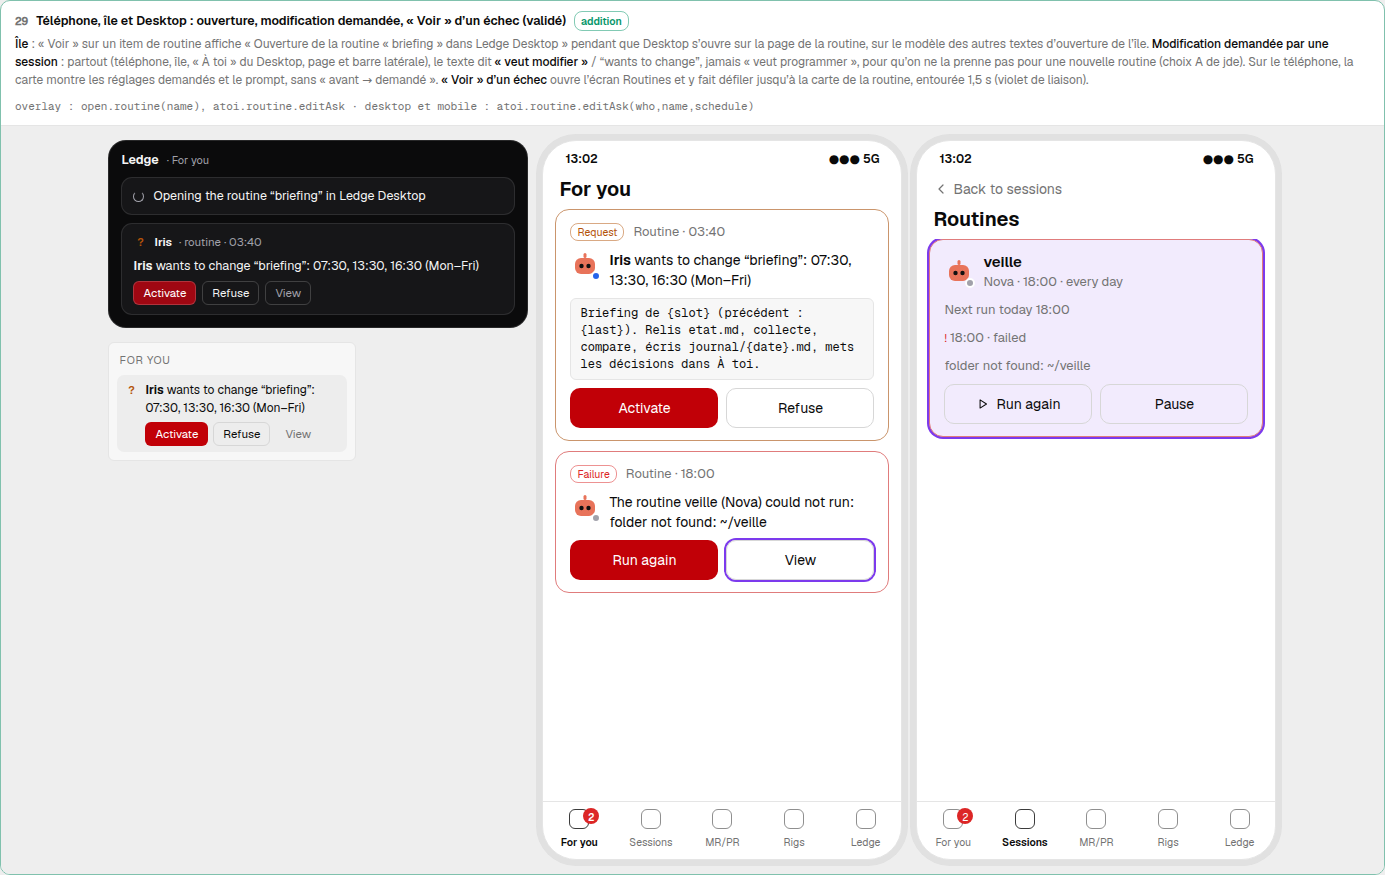 29 Téléphone, île et Desktop : ouverture, modification demandée, « Voir » d'un échec (validé) addition
Île : « Voir » sur un item de routine affiche « Ouverture de la routine « briefing » dans Ledge Desktop » pendant que Desktop s'ouvre sur la page de la routine, sur le modèle des autres textes d'ouverture de l'île. Modification demandée par une
session : partout (téléphone, île, « À toi » du Desktop, page et barre latérale), le texte dit « veut modifier » / “wants to change”, jamais « veut programmer », pour qu'on ne la prenne pas pour une nouvelle routine (choix A de jde). Sur le téléphone, la
carte montre les réglages demandés et le prompt, sans « avant → demandé ». « Voir » d'un échec ouvre l'écran Routines et y fait défiler jusqu'à la carte de la routine, entourée 1,5 s (violet de liaison).
overlay : open.routine(name), atoi.routine.editAsk · desktop et mobile : atoi.routine.editAsk(who,name,schedule)
Ledge · For you
Opening the routine “briefing” in Ledge Desktop
? Iris · routine · 03:40
Iris wants to change “briefing”: 07:30, 13:30, 16:30 (Mon–Fri)
Activate Refuse View
FOR YOU
? Iris wants to change “briefing”:
07:30, 13:30, 16:30 (Mon–Fri)
Activate Refuse View
13:02 5G
For you
Request Routine · 03:40
Iris wants to change “briefing”: 07:30,
13:30, 16:30 (Mon–Fri)
Briefing de {slot} (précédent :
{last}). Relis etat.md, collecte,
compare, écris journal/{date}.md, mets
les décisions dans À toi.
Activate Refuse
Failure Routine · 18:00
The routine veille (Nova) could not run:
folder not found: ~/veille
Run again View
2
For you Sessions MR/PR Rigs Ledge
13:02 5G
Back to sessions
Routines
veille
Nova · 18:00 · every day
Next run today 18:00
! 18:00 · failed
folder not found: ~/veille
Run again Pause
2
For you Sessions MR/PR Rigs Ledge